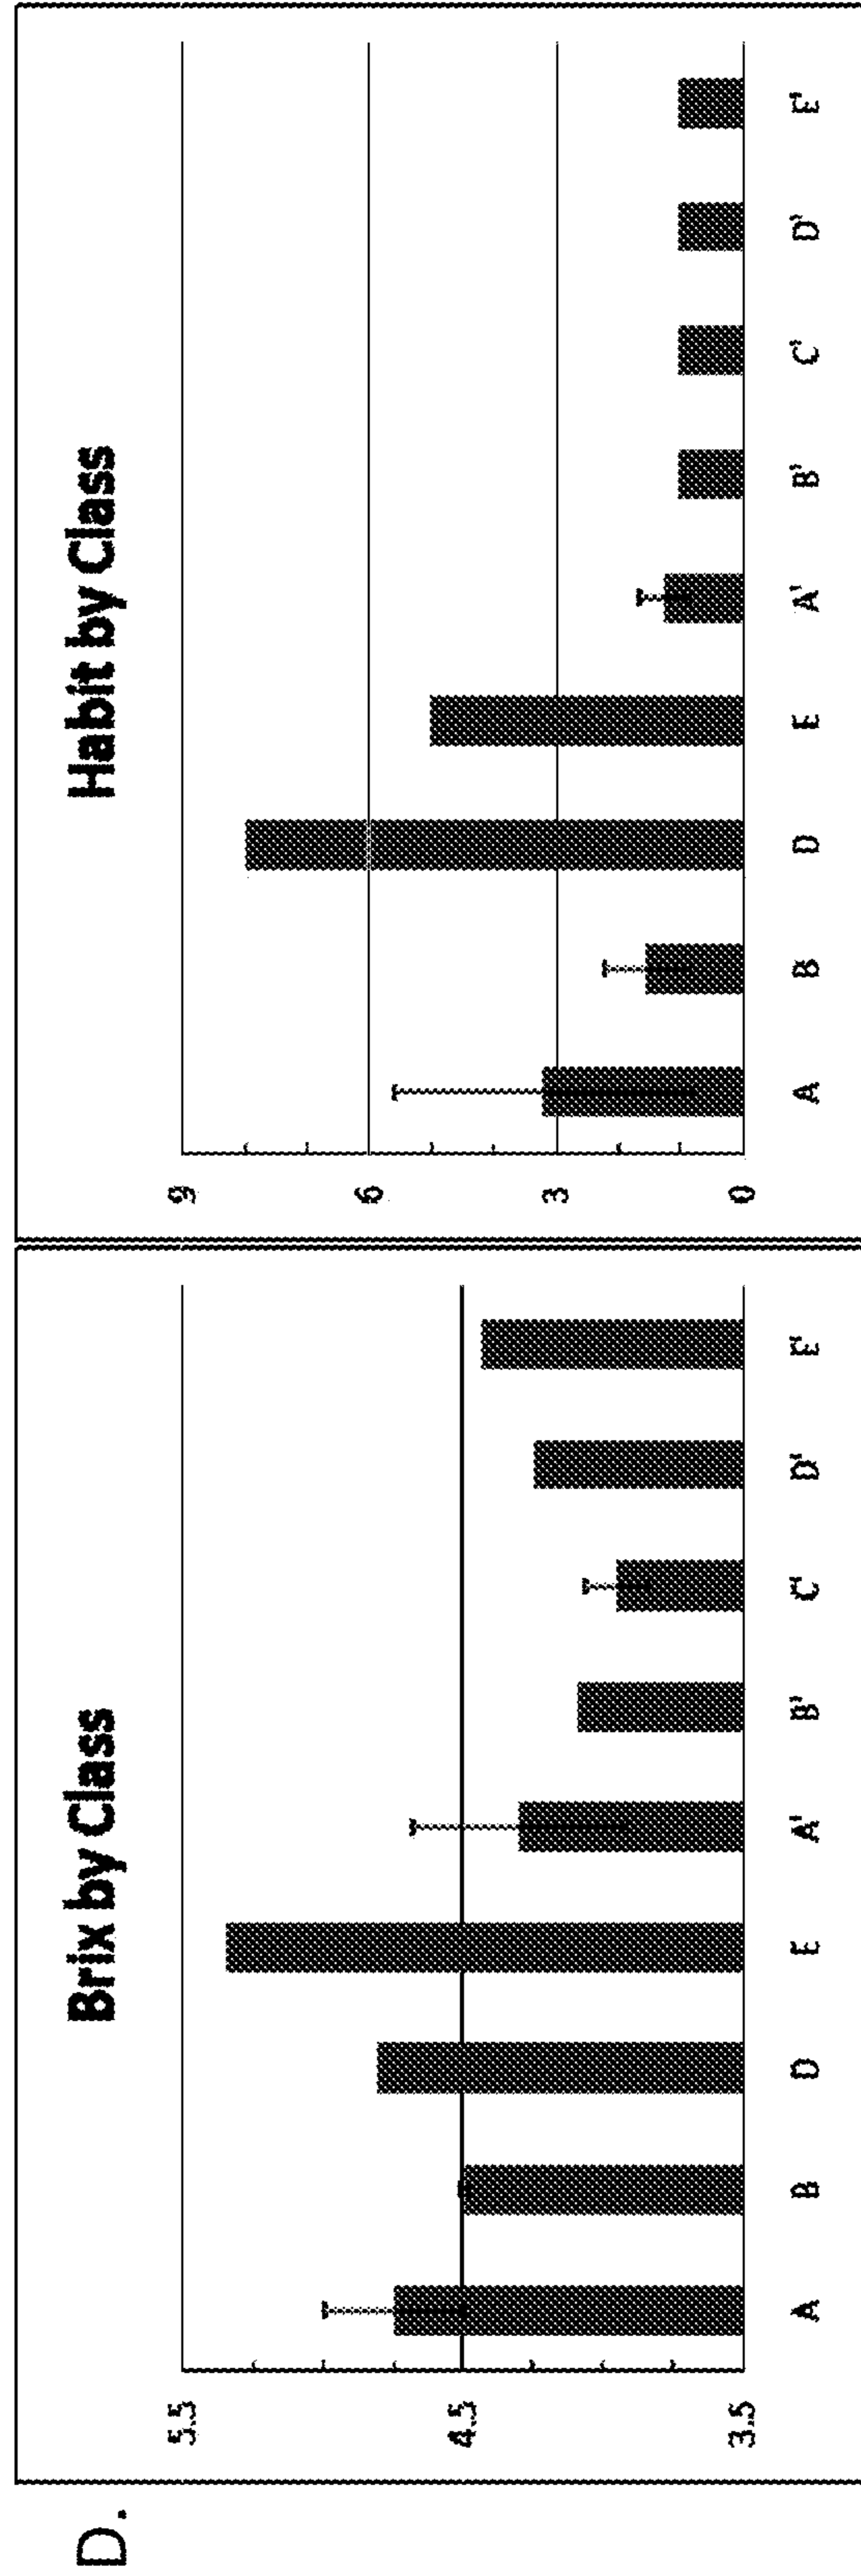 D.
Brix by Class
5.5
4.5
3.5
A B D E A' B' C' D' E'
Habit by Class
9
6
3
0
A B D E A' B' C' D' E'